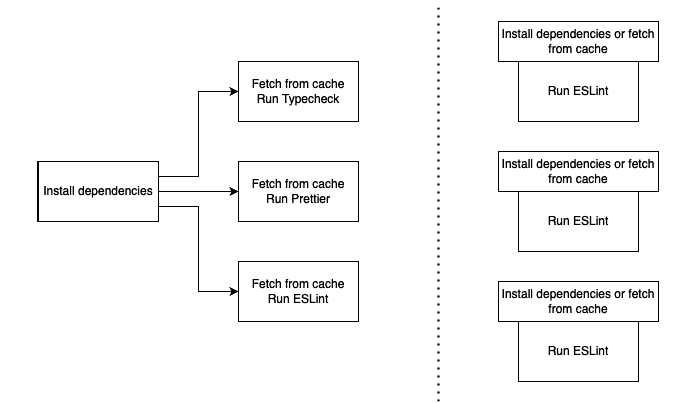 Install dependencies
Fetch from cache
Run Typecheck
Fetch from cache
Run Prettier
Fetch from cache
Run ESLint
Install dependencies or fetch
from cache
Run ESLint
Install dependencies or fetch
from cache
Run ESLint
Install dependencies or fetch
from cache
Run ESLint